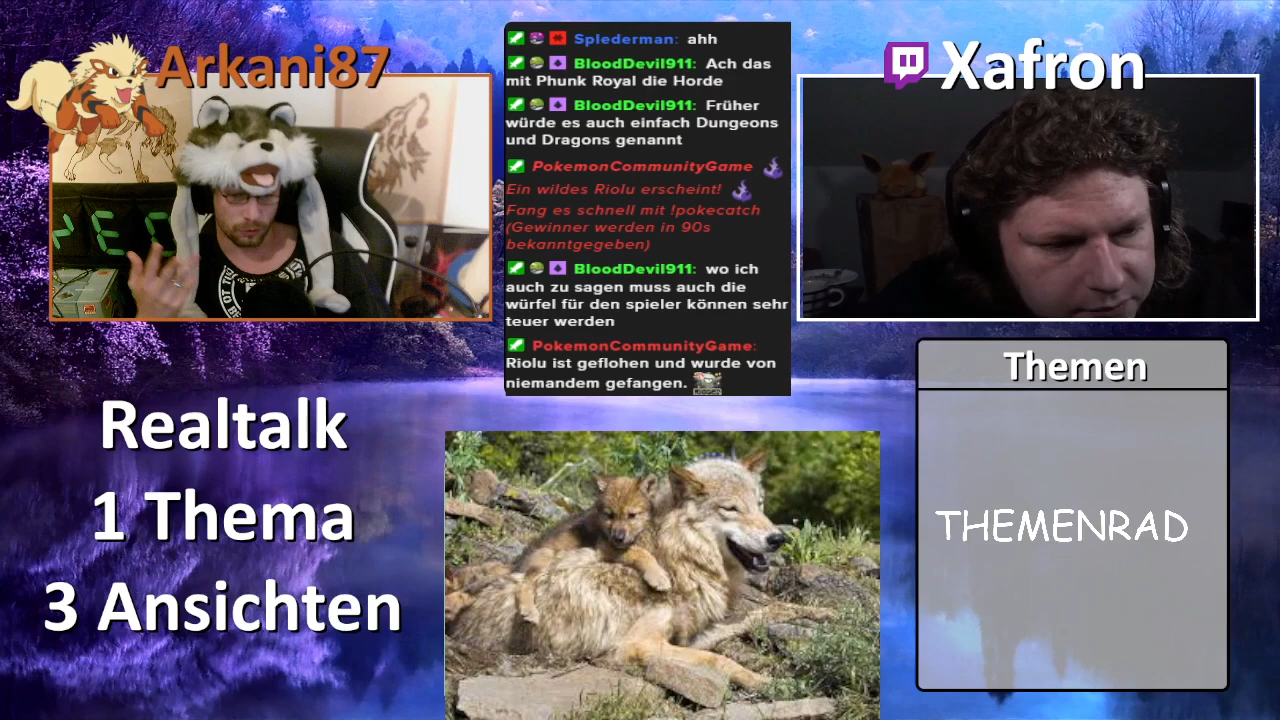 Arkani87
Spłederman: ahh
BloodDevil911: Ach das
mit Phunk Royal die Horde
BloodDevil911: Früher
würde es auch einfach Dungeons
und Dragons genannt
PokemonCommunityGame
Ein wildes Riolu erscheint!
Fang es schnell mit !pokecatch
(Gewinner werden in 90s
bekanntgegeben)
BloodDevil911: wo ich
auch zu sagen muss auch die
würfel für den spieler können sehr
teuer werden
PokemonCommunityGame:
Riolu ist geflohen und wurde von
niemandem gefangen.
Xafron
Realtalk
1 Thema
3 Ansichten
Themen
THEMENRAD